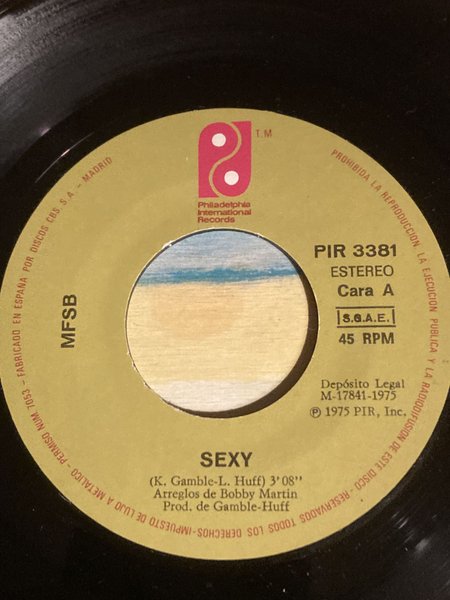 T.M.
Philadelphia
International
Records
PIR 3381
ESTEREO
Cara A
S.G.A.E.
45 RPM
Depósito Legal
M-17841-1975
℗ 1975 PIR, Inc.
MFSB
SEXY
(K. Gamble-L. Huff) 3'08''
Arreglos de Bobby Martin
Prod. de Gamble-Huff
PROHIBIDA LA REPRODUCCION, LA EJECUCION PUBLICA Y LA RADIODIFUSION DE ESTE DISCO - RESERVADOS TODOS LOS DERECHOS-IMPUESTO DE LUJO A METALICO - PERMISO NUM 7053 - FABRICADO EN ESPAÑA POR DISCOS CBS S.A. - MADRID